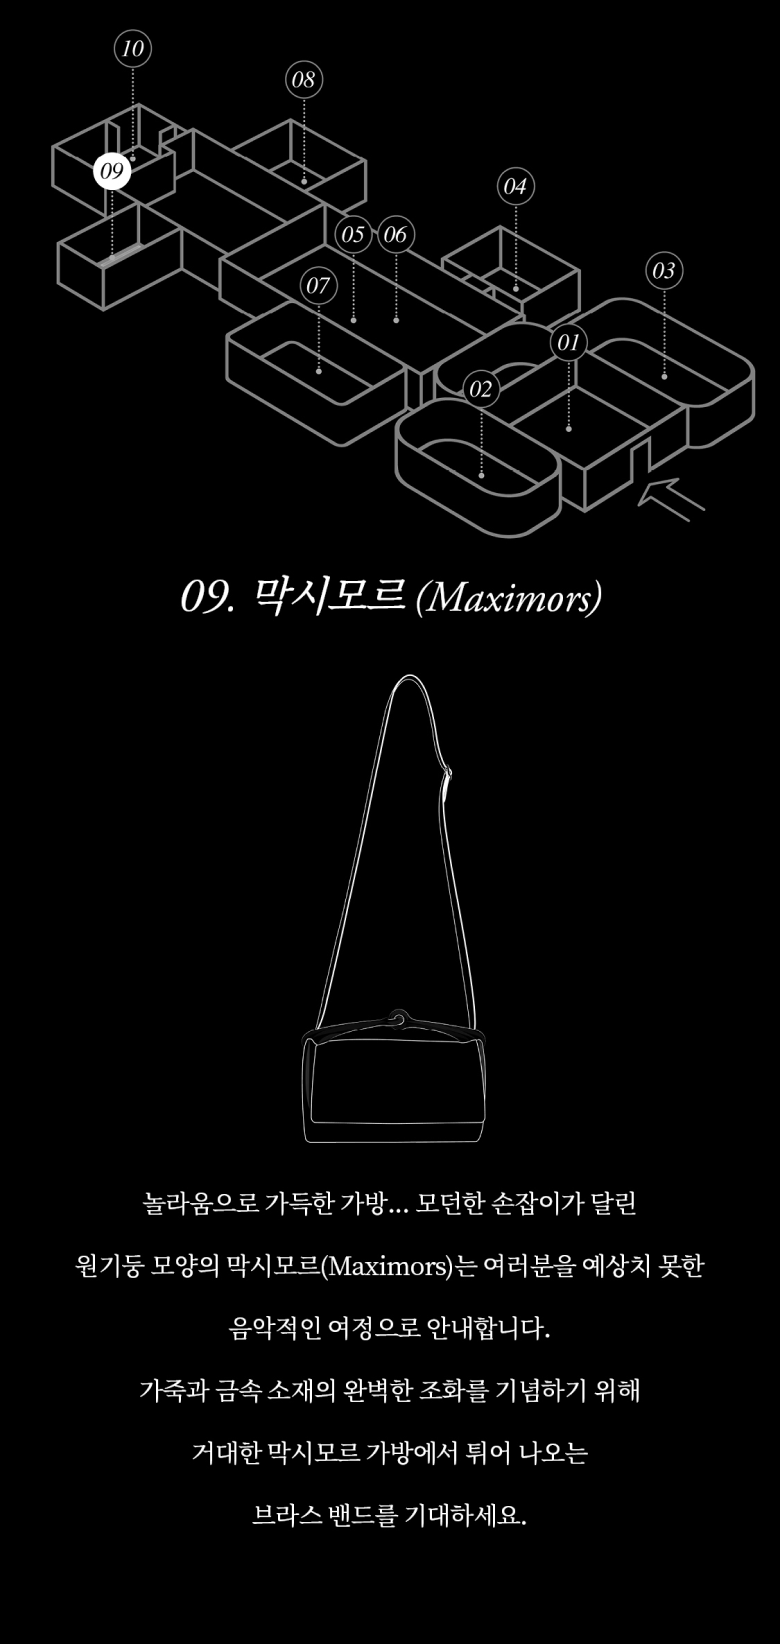 10
08
09
04
05 06
03
07
01
02
09. 막시모르 (Maximors)
놀라움으로 가득한 가방... 모던한 손잡이가 달린
원기둥 모양의 막시모르(Maximors)는 여러분을 예상치 못한
음악적인 여정으로 안내합니다.
가죽과 금속 소재의 완벽한 조화를 기념하기 위해
거대한 막시모르 가방에서 튀어 나오는
브라스 밴드를 기대하세요.